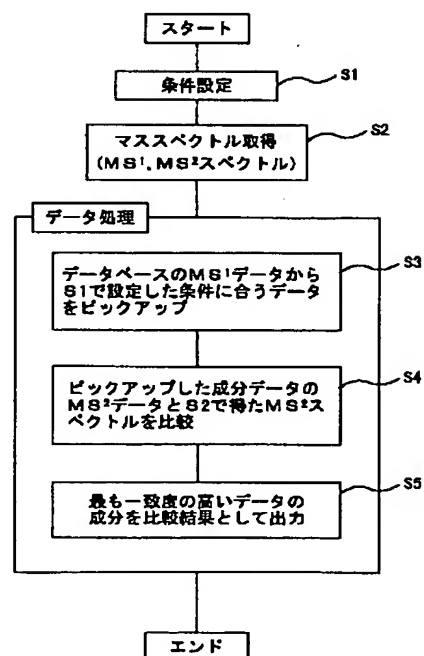 スタート
条件設定
S1
マススペクトル取得
(MS¹、MS²スペクトル)
S2
データ処理
データベースのMS¹データから
S1で設定した条件に合うデータ
をピックアップ
S3
ピックアップした成分データの
MS²データとS2で得たMS²ス
ペクトルを比較
S4
最も一致度の高いデータの
成分を比較結果として出力
S5
エンド